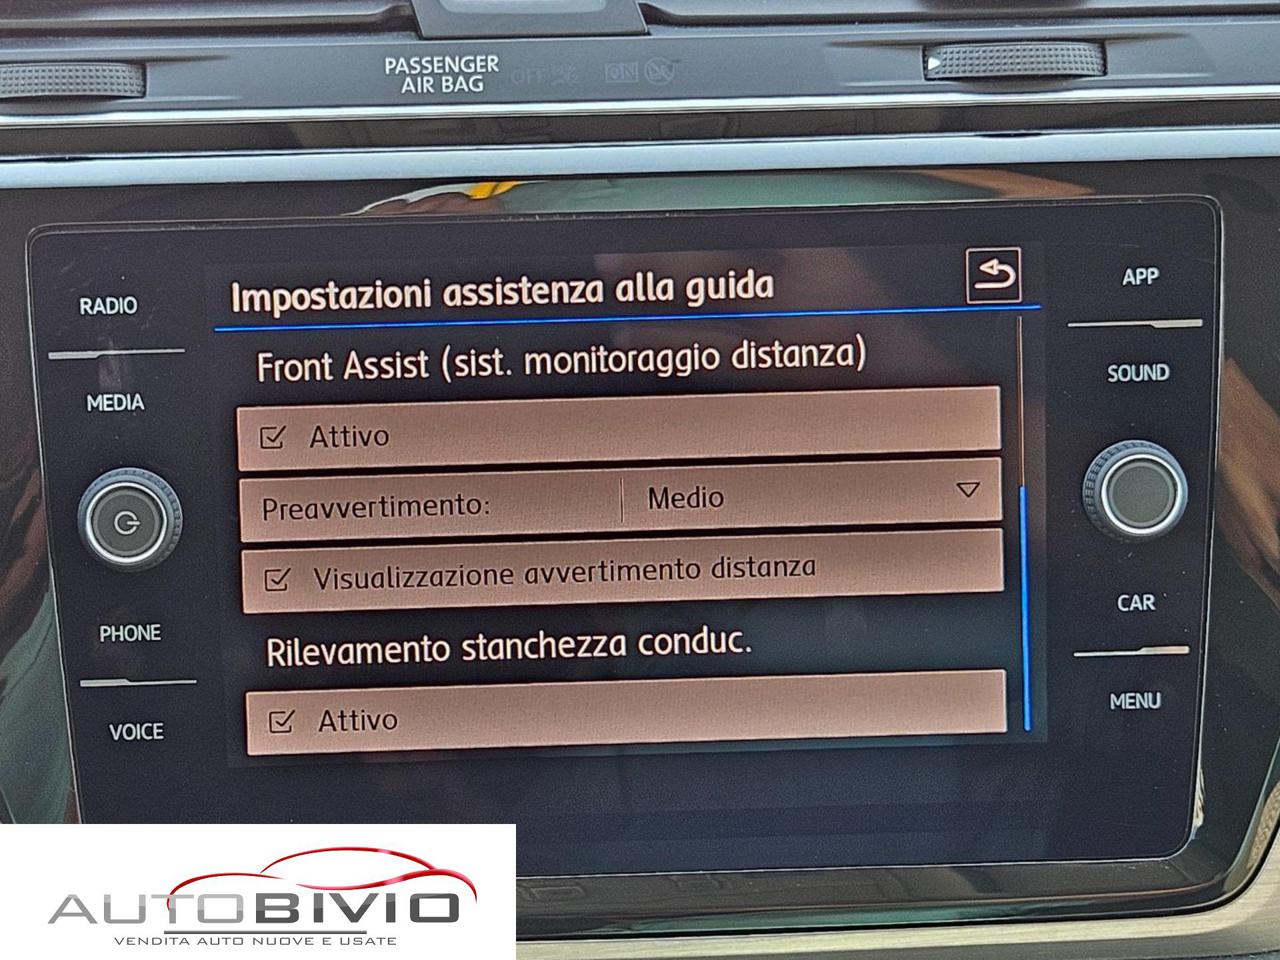 PASSENGER
AIR BAG
OFF
ON
RADIO
MEDIA
PHONE
VOICE
Impostazioni assistenza alla guida
Front Assist (sist. monitoraggio distanza)
Attivo
Preavvertimento: Medio
Visualizzazione avvertimento distanza
Rilevamento stanchezza conduc.
Attivo
APP
SOUND
CAR
MENU
AUTOBIVIO
VENDITA AUTO NUOVE E USATE